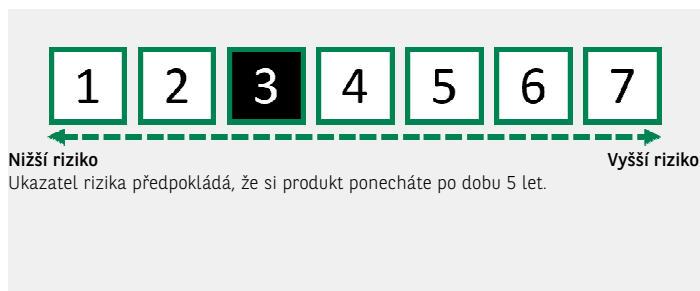 1 2 3 4 5 6 7
Nižší riziko Vyšší riziko
Ukazatel rizika předpokládá, že si produkt ponecháte po dobu 5 let.